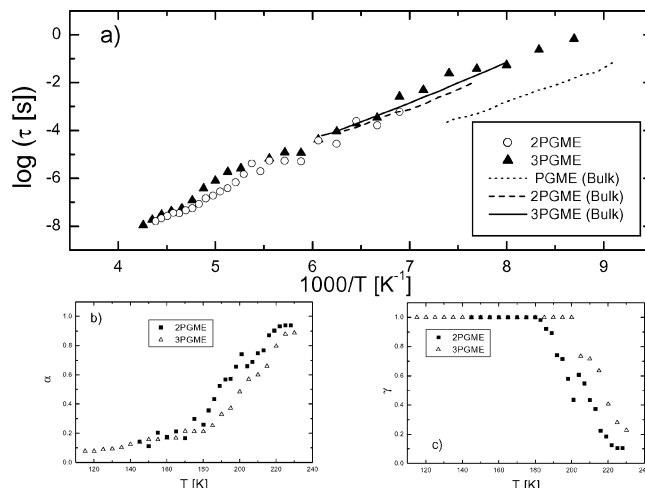 a)
log (τ [s])
0
-2
-4
-6
-8
2PGME
3PGME
PGME (Bulk)
2PGME (Bulk)
3PGME (Bulk)
4 5 6 7 8 9
1000/T [K⁻¹]
b)
2PGME
3PGME
α
1.0
0.8
0.6
0.4
0.2
0.0
120 140 160 180 200 220 240
T [K]
c)
2PGME
3PGME
γ
1.0
0.8
0.6
0.4
0.2
0.0
120 140 160 180 200 220 240
T [K]